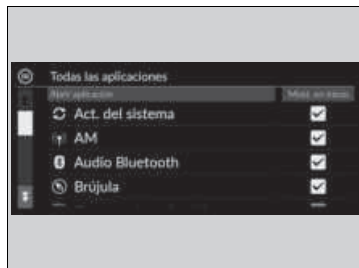 Todas las aplicaciones
Act. del sistema
AM
Audio Bluetooth
Brújula